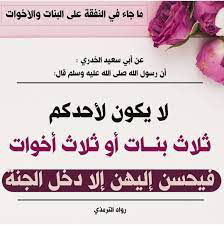 ما جاء في النفقة على البنات والأخوات
عن أبي سعيد الخدري :
أن رسول الله صلى الله عليه وسلم قال:
لا يكون لأحدكم
ثلاث بنات أو ثلاث أخوات
فيحسن إليهن إلا دخل الجنة
رواه الترمذي